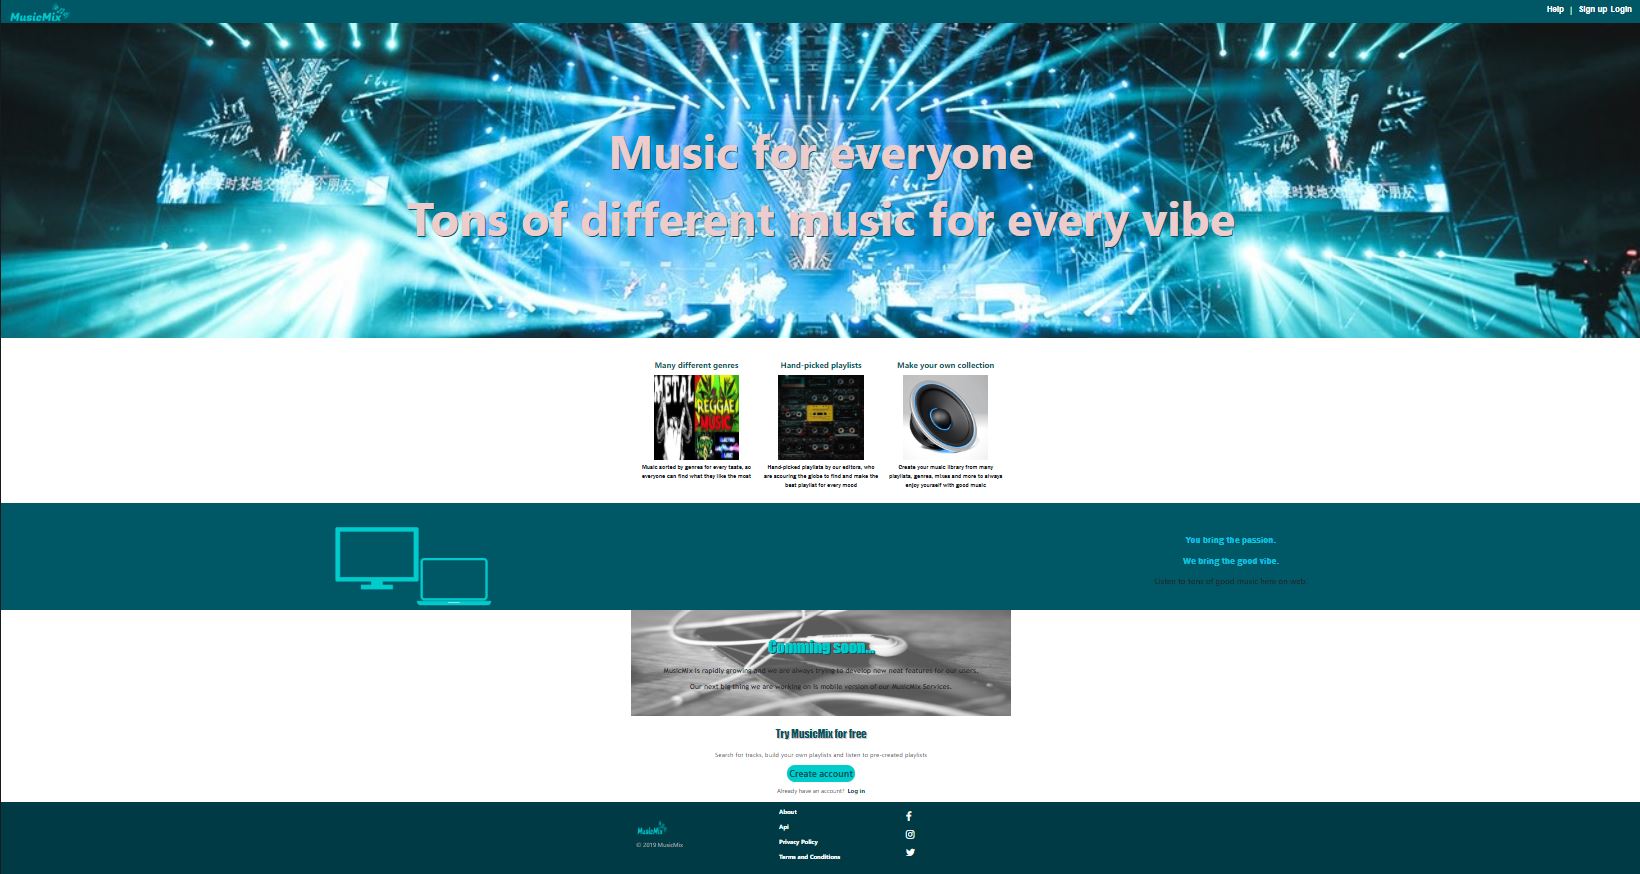 MusicMix
Help | Sign up Login
Music for everyone
Tons of different music for every vibe
Many different genres
Hand-picked playlists
Make your own collection
METAL
REGGAE
MUSIC
Music sorted by genres for every taste, so
everyone can find what they like the most
Hand-picked playlists by our editors, who
are scouring the globe to find and make the
best playlist for every mood
Create your music library from many
playlists, genres, mixes and more to always
enjoy yourself with good music
You bring the passion.
We bring the good vibe.
Listen to tons of good music here on web.
Comming soon...
MusicMix is rapidly growing and we are always trying to develop new neat features for our users.
Our next big thing we are working on is mobile version of our MusicMix Services.
Try MusicMix for free
Search for tracks, build your own playlists and listen to pre-created playlists
Create account
Already have an account? Log in
MusicMix
© 2019 MusicMix
About
Api
Privacy Policy
Terms and Conditions